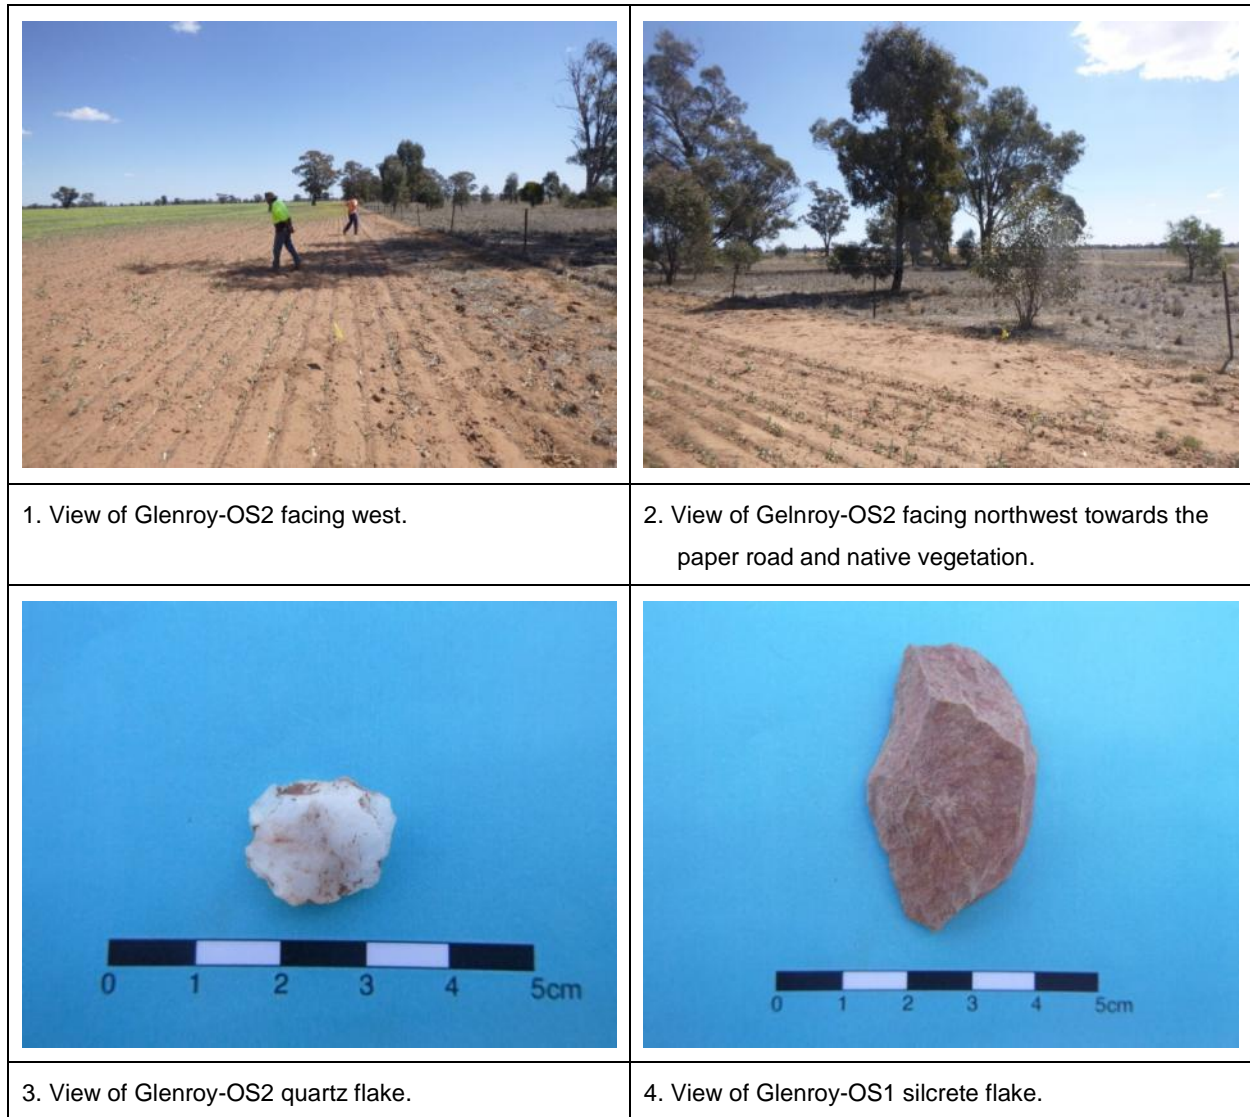 1. View of Glenroy-OS2 facing west.
2. View of Gelnroy-OS2 facing northwest towards the
paper road and native vegetation.
0 1 2 3 4 5cm
0 1 2 3 4 5cm
3. View of Glenroy-OS2 quartz flake.
4. View of Glenroy-OS1 silcrete flake.